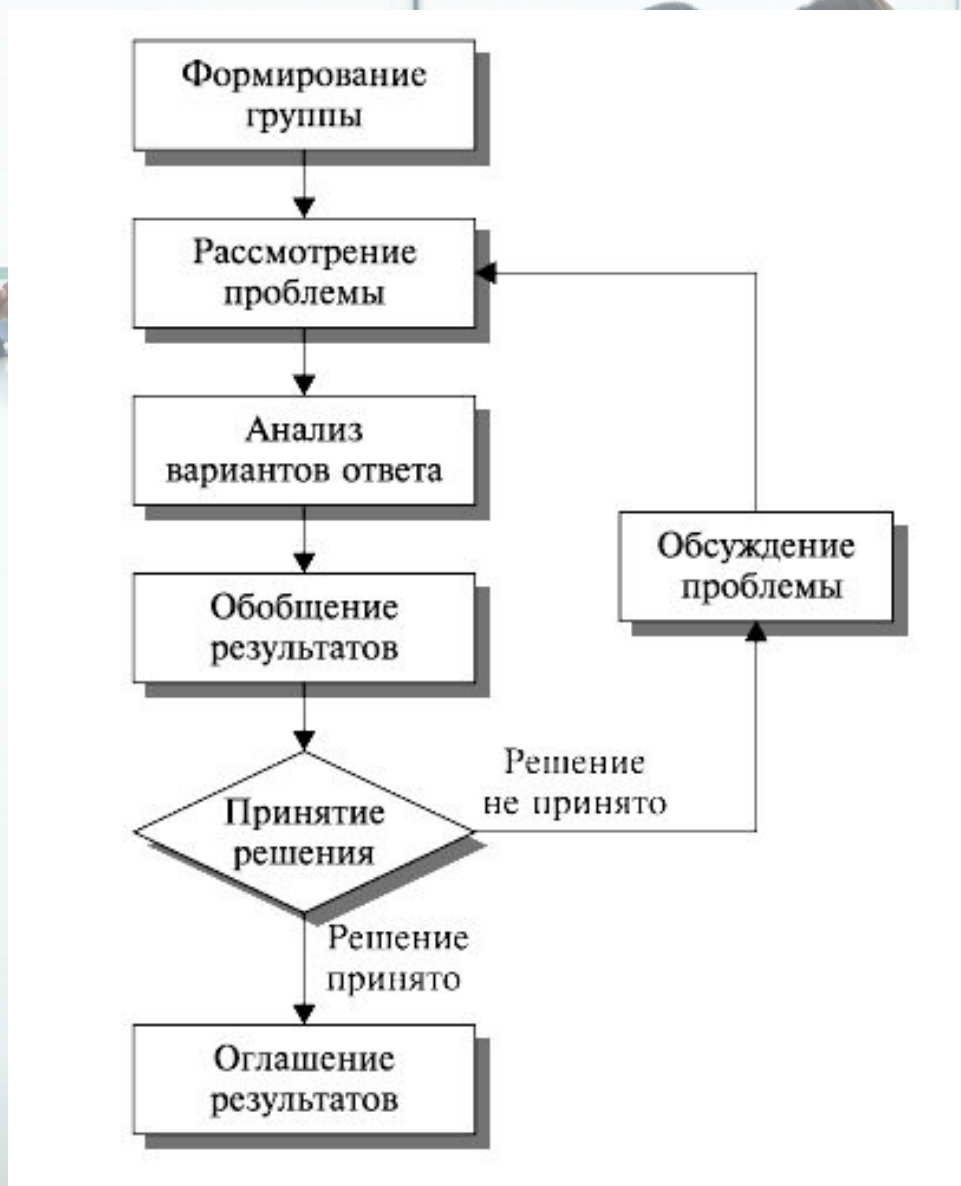 Формирование
группы
Рассмотрение
проблемы
Анализ
вариантов ответа
Обсуждение
проблемы
Обобщение
результатов
Решение
не принято
Принятие
решения
Решение
принято
Оглашение
результатов